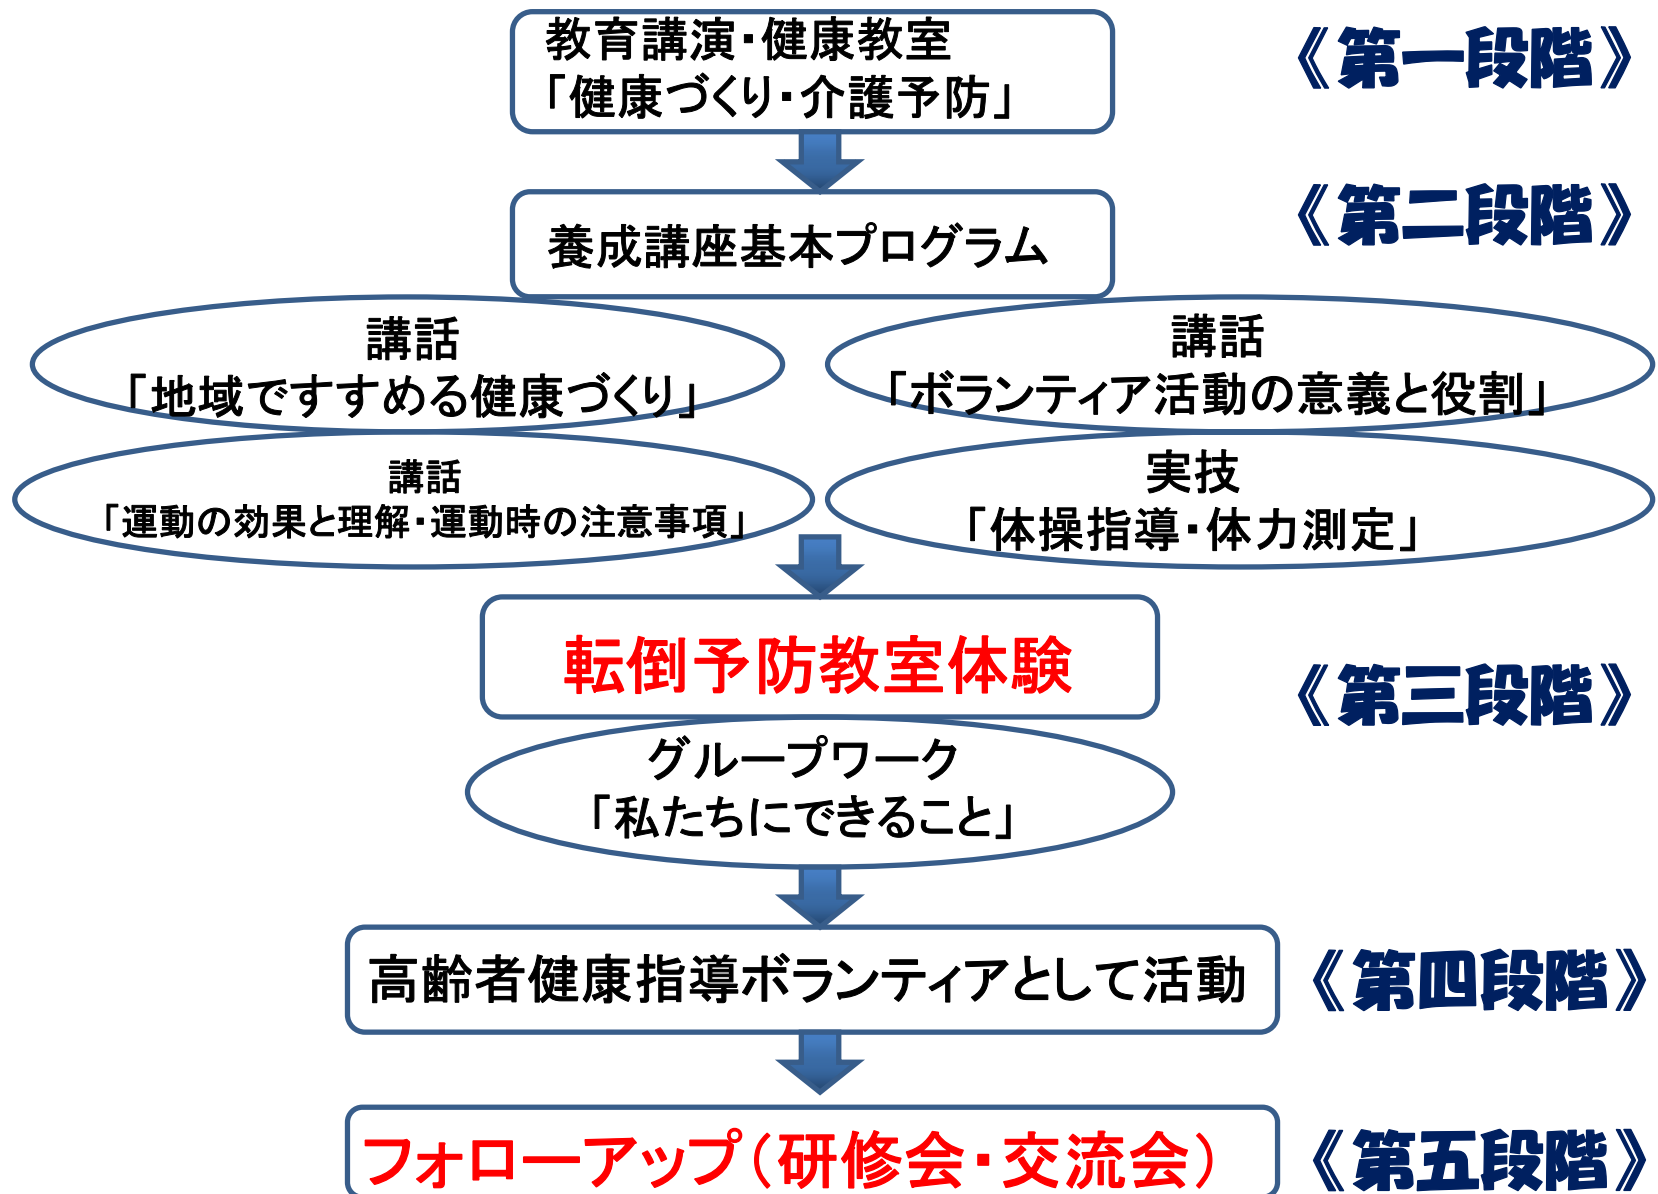 教育講演・健康教室
「健康づくり・介護予防」
《第一段階》
養成講座基本プログラム
《第二段階》
講話
「地域ですすめる健康づくり」
講話
「ボランティア活動の意義と役割」
講話
「運動の効果と理解・運動時の注意事項」
実技
「体操指導・体力測定」
転倒予防教室体験
《第三段階》
グループワーク
「私たちにできること」
高齢者健康指導ボランティアとして活動
《第四段階》
フォローアップ(研修会・交流会)
《第五段階》